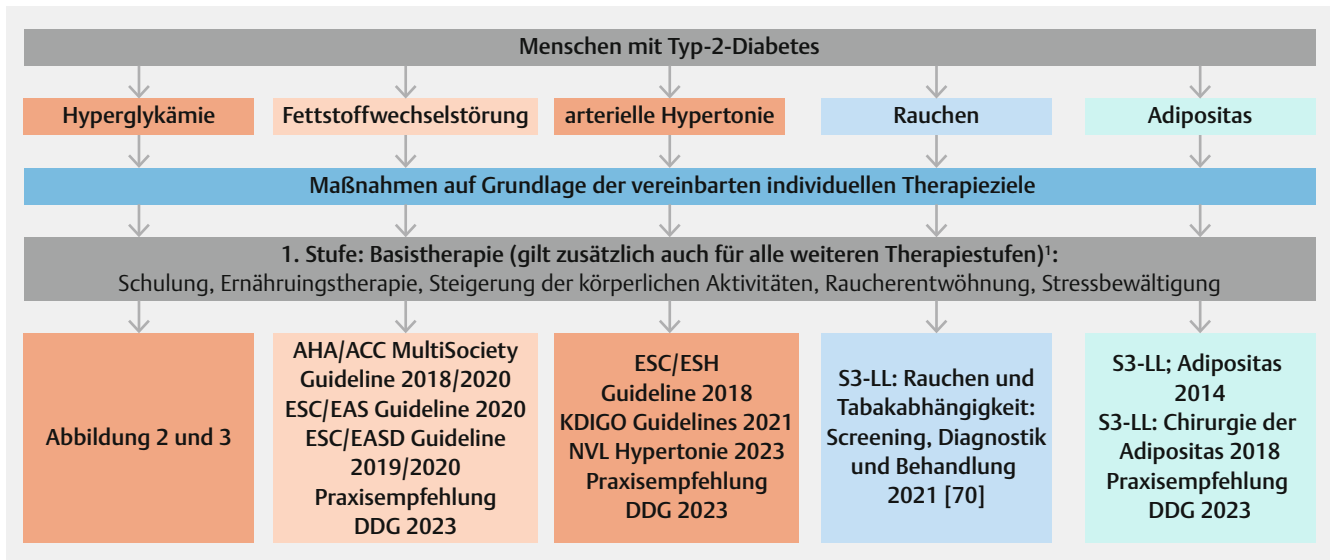 Menschen mit Typ-2-Diabetes
Hyperglykämie
Fettstoffwechselstörung
arterielle Hypertonie
Rauchen
Adipositas
Maßnahmen auf Grundlage der vereinbarten individuellen Therapieziele
1. Stufe: Basistherapie (gilt zusätzlich auch für alle weiteren Therapiestufen)¹:
Schulung, Ernährungstherapie, Steigerung der körperlichen Aktivitäten, Raucherentwöhnung, Stressbewältigung
Abbildung 2 und 3
AHA/ACC MultiSociety
Guideline 2018/2020
ESC/EAS Guideline 2020
ESC/EASD Guideline
2019/2020
Praxisempfehlung
DDG 2023
ESC/ESH
Guideline 2018
KDIGO Guidelines 2021
NVL Hypertonie 2023
Praxisempfehlung
DDG 2023
S3-LL: Rauchen und
Tabakabhängigkeit:
Screening, Diagnostik
und Behandlung
2021 [70]
S3-LL; Adipositas
2014
S3-LL: Chirurgie der
Adipositas 2018
Praxisempfehlung
DDG 2023